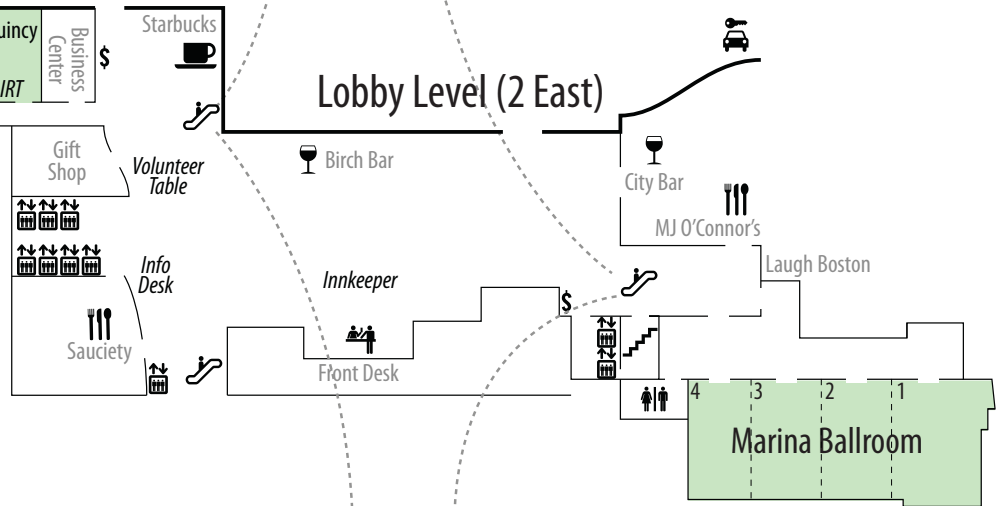 uincy
IRT
Business
Center
$
Starbucks
Lobby Level (2 East)
Gift
Shop
Volunteer
Table
Birch Bar
City Bar
MJ O'Connor's
Info
Desk
Innkeeper
Laugh Boston
$
Sauciety
Front Desk
4
3
2
1
Marina Ballroom